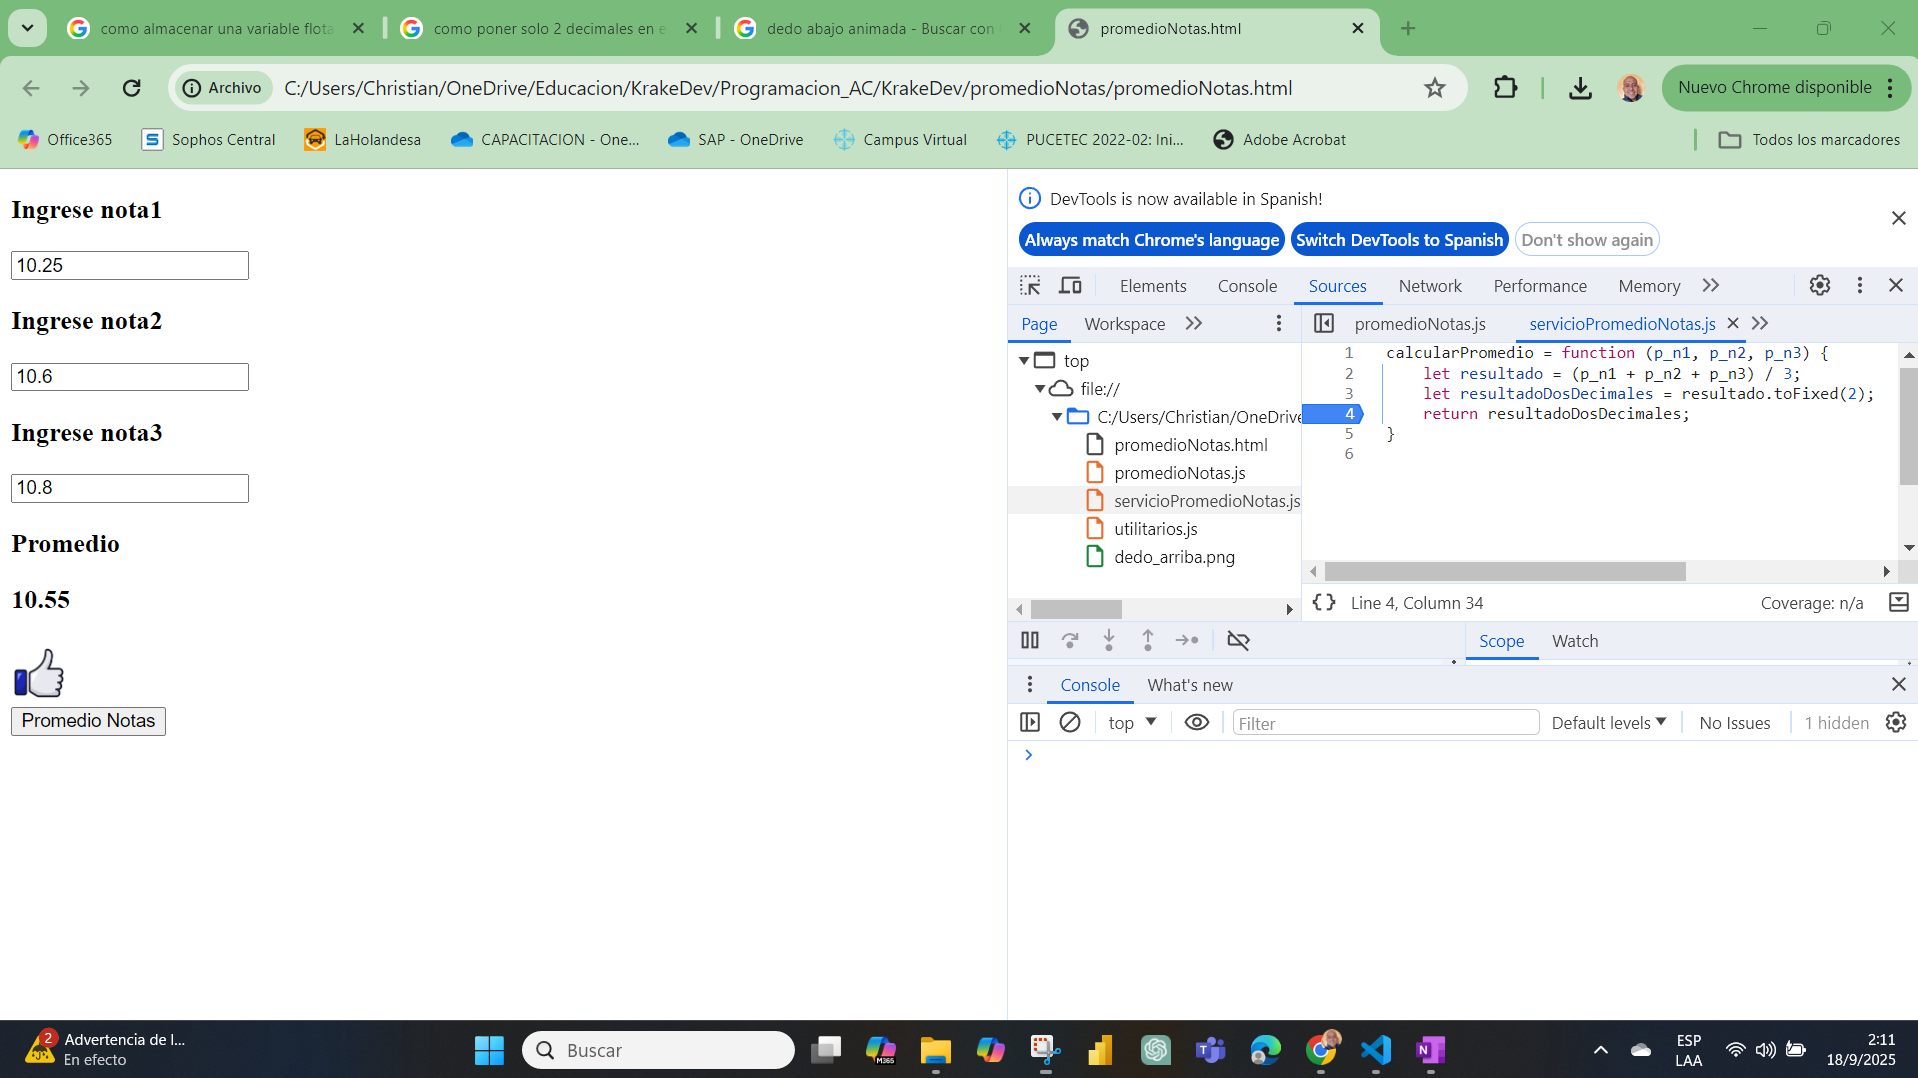 como almacenar una variable flota
como poner solo 2 decimales en e
dedo abajo animada - Buscar con
promedioNotas.html
Archivo
C:/Users/Christian/OneDrive/Educacion/KrakeDev/Programacion_AC/KrakeDev/promedioNotas/promedioNotas.html
Nuevo Chrome disponible
Office365
Sophos Central
LaHolandesa
CAPACITACION - One...
SAP - OneDrive
Campus Virtual
PUCETEC 2022-02: Ini...
Adobe Acrobat
Todos los marcadores
Ingrese nota1
10.25
Ingrese nota2
10.6
Ingrese nota3
10.8
Promedio
10.55
Promedio Notas
DevTools is now available in Spanish!
Always match Chrome's language
Switch DevTools to Spanish
Don't show again
Elements
Console
Sources
Network
Performance
Memory
Page
Workspace
promedioNotas.js
servicioPromedioNotas.js
top
file://
C:/Users/Christian/OneDrive
promedioNotas.html
promedioNotas.js
servicioPromedioNotas.js
utilitarios.js
dedo_arriba.png
1 calcularPromedio = function (p_n1, p_n2, p_n3) {
2 let resultado = (p_n1 + p_n2 + p_n3) / 3;
3 let resultadoDosDecimales = resultado.toFixed(2);
4 return resultadoDosDecimales;
5 }
6
{ } Line 4, Column 34
Coverage: n/a
Scope
Watch
Console
What's new
top
Filter
Default levels
No Issues
1 hidden
2
Advertencia de l...
En efecto
Buscar
M365
ESP
LAA
2:11
18/9/2025